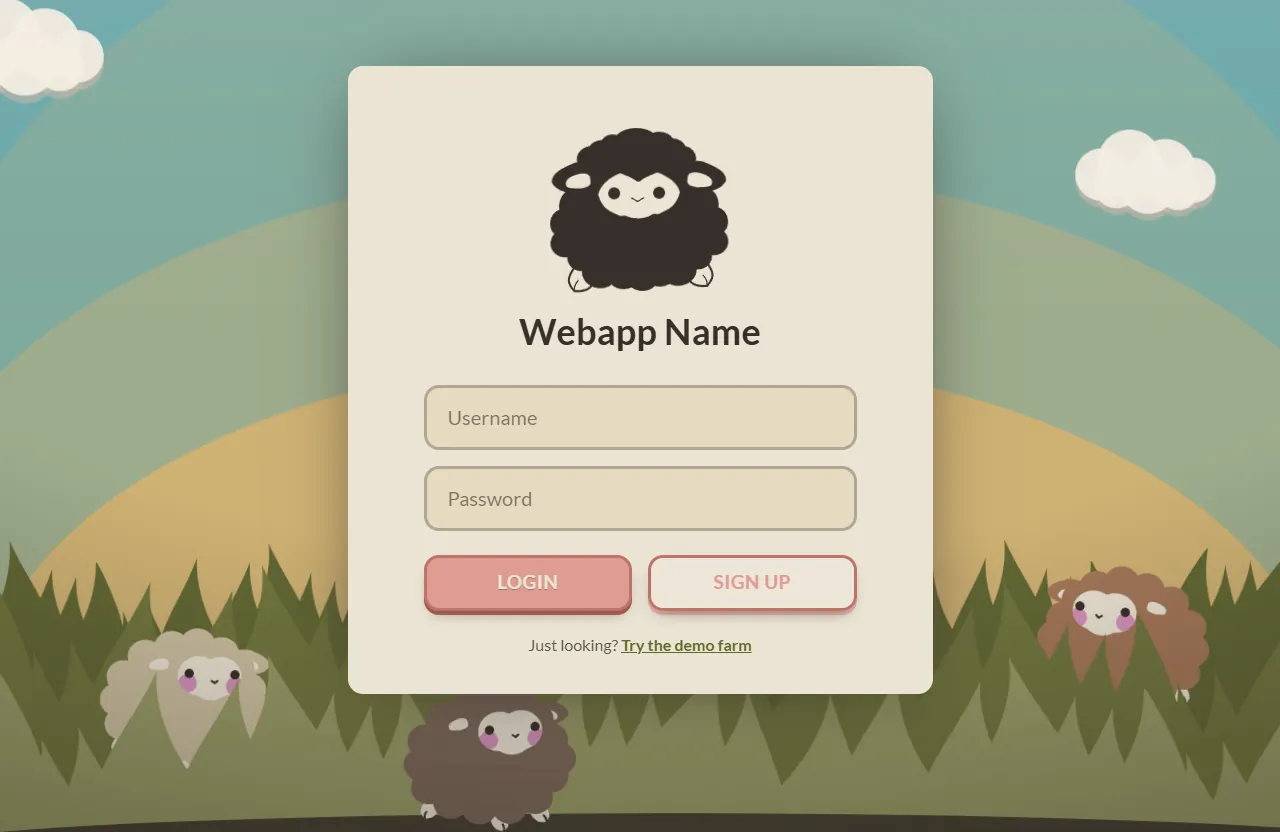 Webapp Name
Username
Password
LOGIN
SIGN UP
Just looking? Try the demo farm